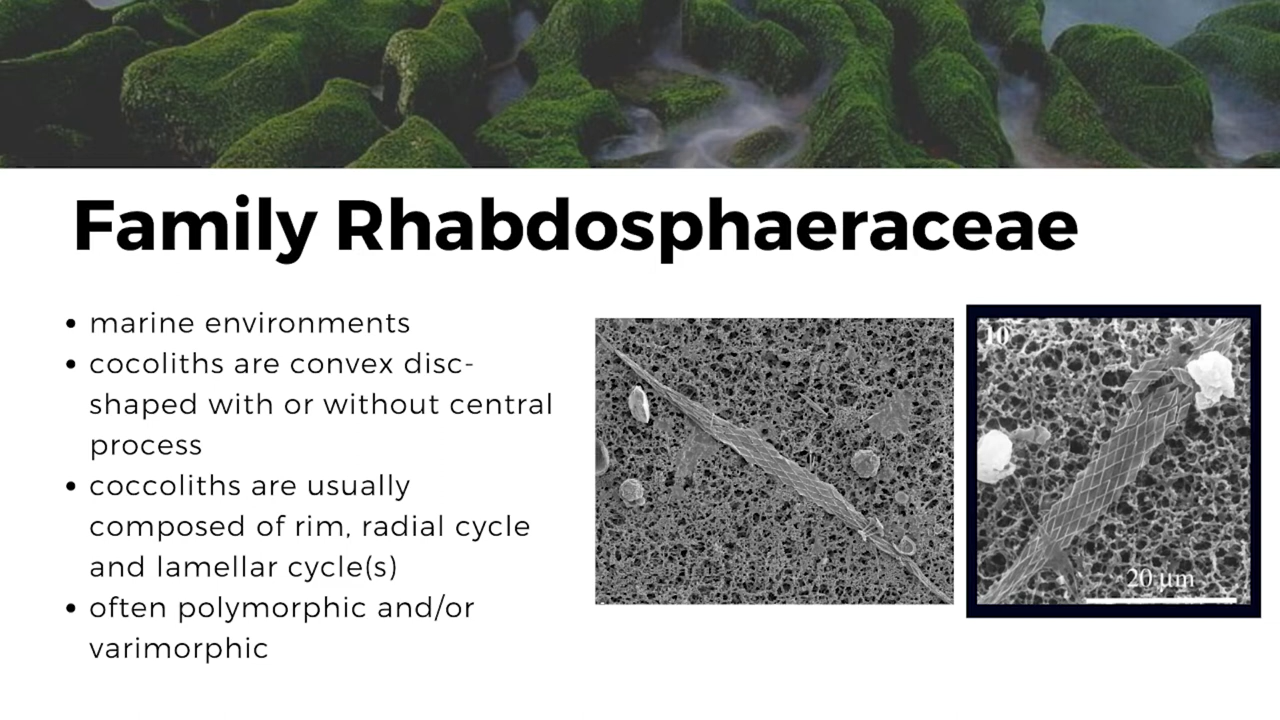 Family Rhabdosphaeraceae
• marine environments
• cocoliths are convex disc-
shaped with or without central
process
• coccoliths are usually
composed of rim, radial cycle
and lamellar cycle(s)
• often polymorphic and/or
varimorphic
10
20 µm